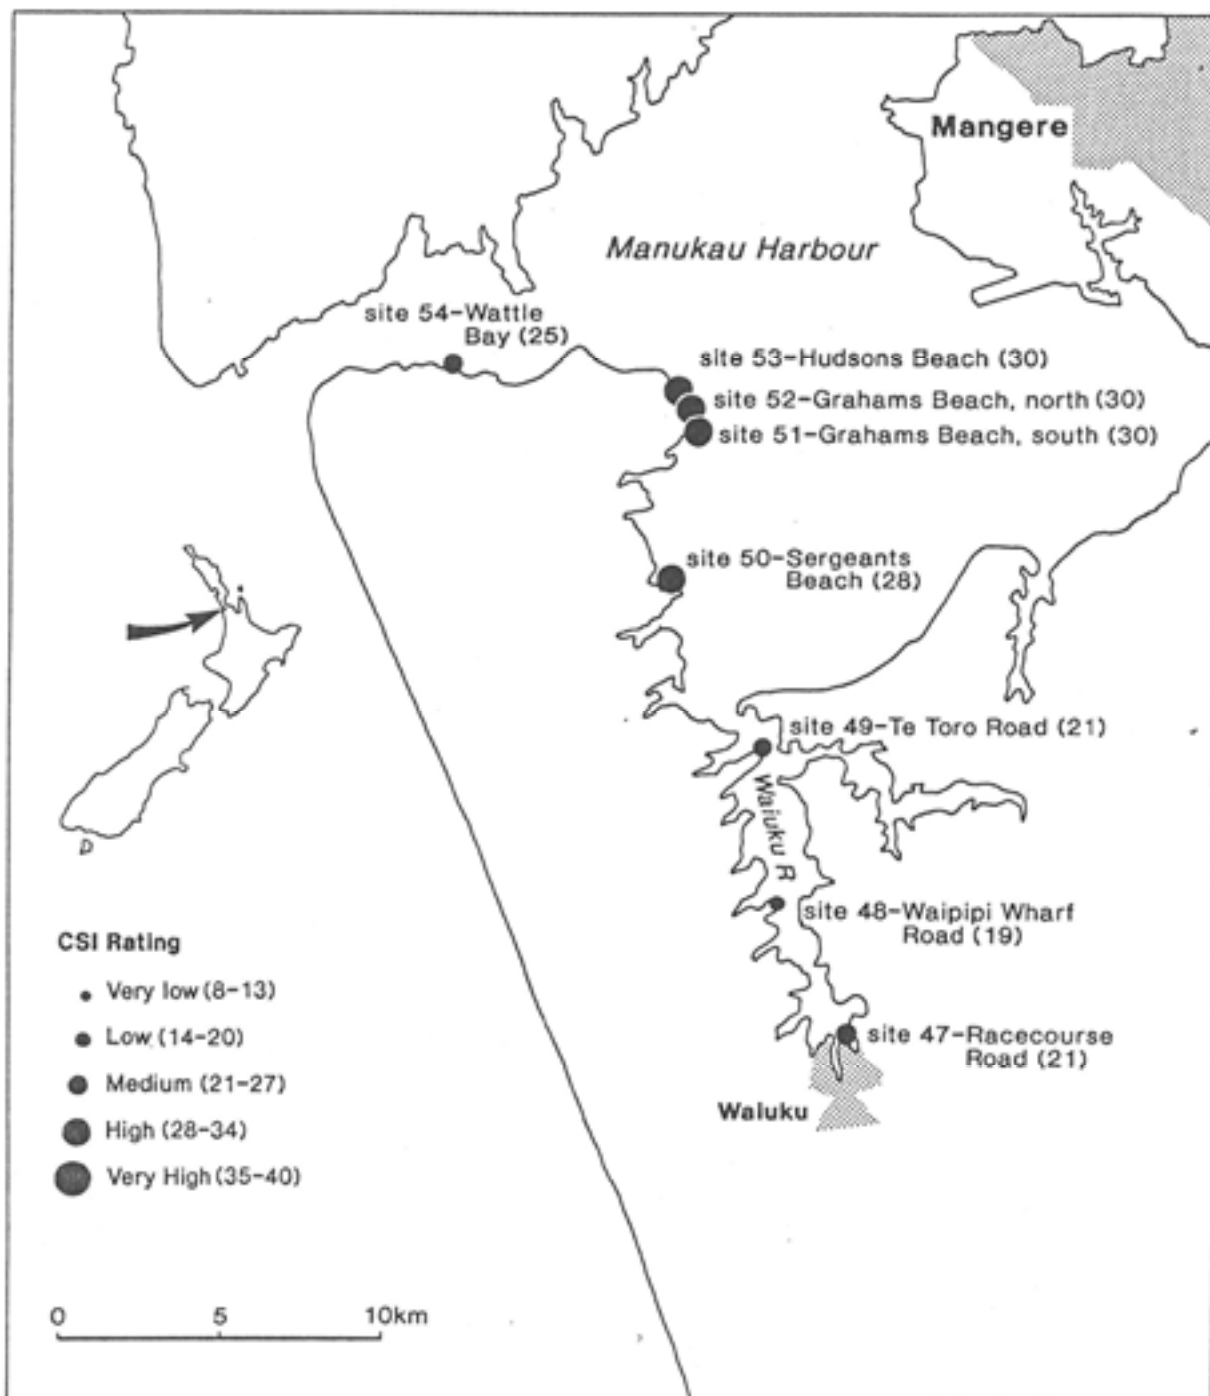 Mangere
Manukau Harbour
site 54-Wattle
Bay (25)
site 53-Hudsons Beach (30)
site 52-Grahams Beach, north (30)
site 51-Grahams Beach, south (30)
site 50-Sergeants
Beach (28)
site 49-Te Toro Road (21)
Waiuku R
site 48-Waipipi Wharf
Road (19)
site 47-Racecourse
Road (21)
Waiuku
CSI Rating
Very low (8-13)
Low (14-20)
Medium (21-27)
High (28-34)
Very High (35-40)
0 5 10km